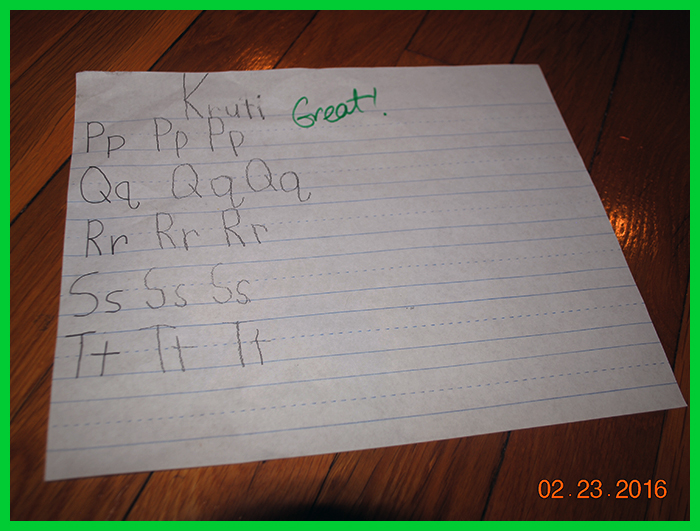 Kruti Great!
Pp Pp Pp
Qq Qq Qq
Rr Rr Rr
Ss Ss Ss
Tt Tt Tt
02.23.2016